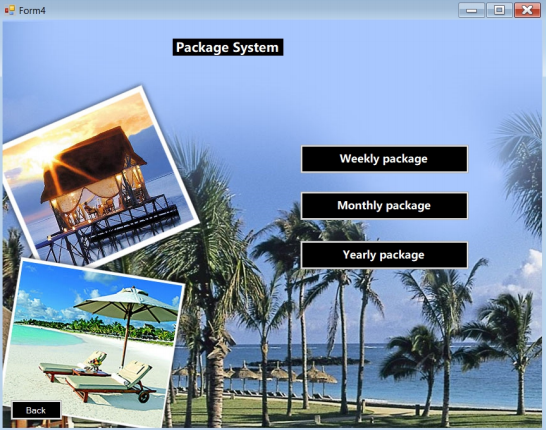 Form4
Package System
Weekly package
Monthly package
Yearly package
Back